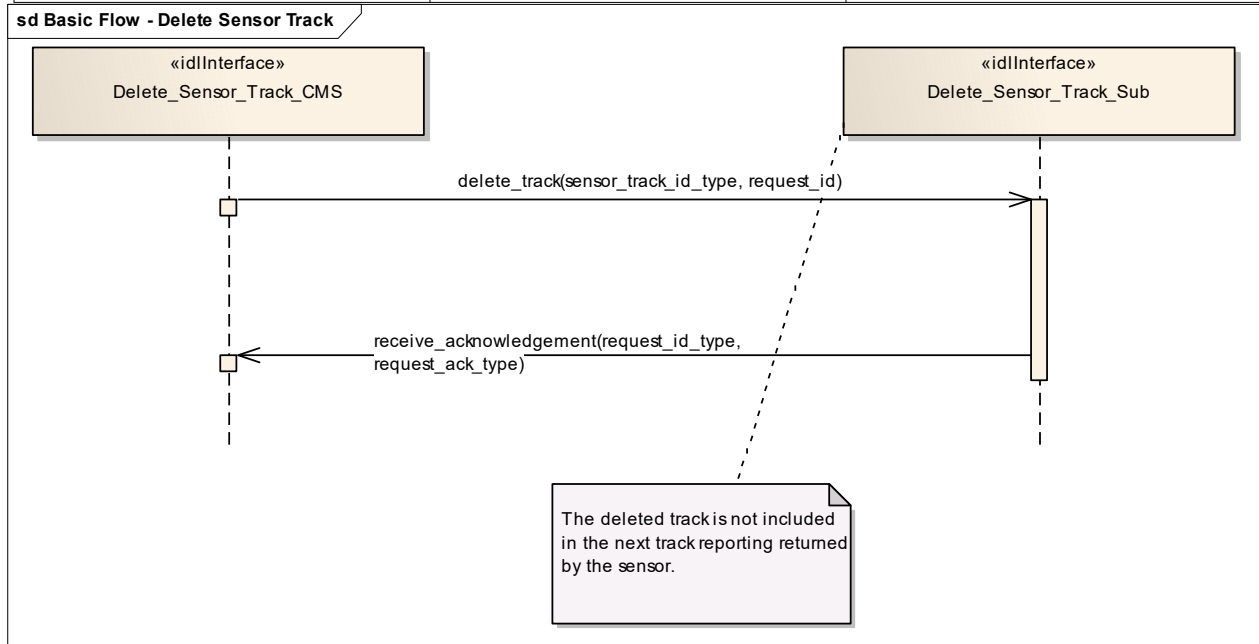 sd Basic Flow - Delete Sensor Track
«idlInterface»
Delete_Sensor_Track_CMS
«idlInterface»
Delete_Sensor_Track_Sub
delete_track(sensor_track_id_type, request_id)
receive_acknowledgement(request_id_type,
request_ack_type)
The deleted track is not included
in the next track reporting returned
by the sensor.